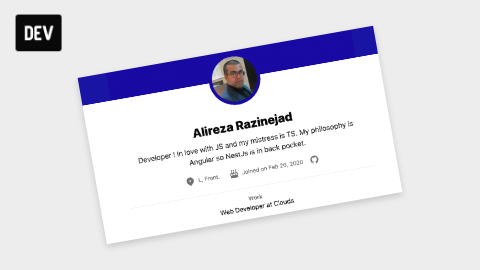 DEV
Alireza Razinejad
Developer ! In love with JS and my mistress is TS. My philosophy is
Angular so NestJs is in back pocket.
L, Front. Joined on Feb 20, 2020
Work
Web Developer at Clouds